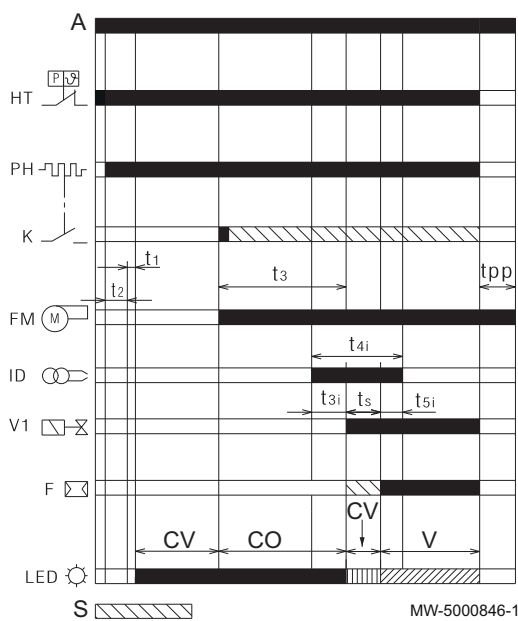 A
P ϑ
HT
PH
K
t1
t2
t3
tpp
FM M
t4i
ID
t3i ts t5i
V1
F
CV
CV CO V
LED
S
MW-5000846-1